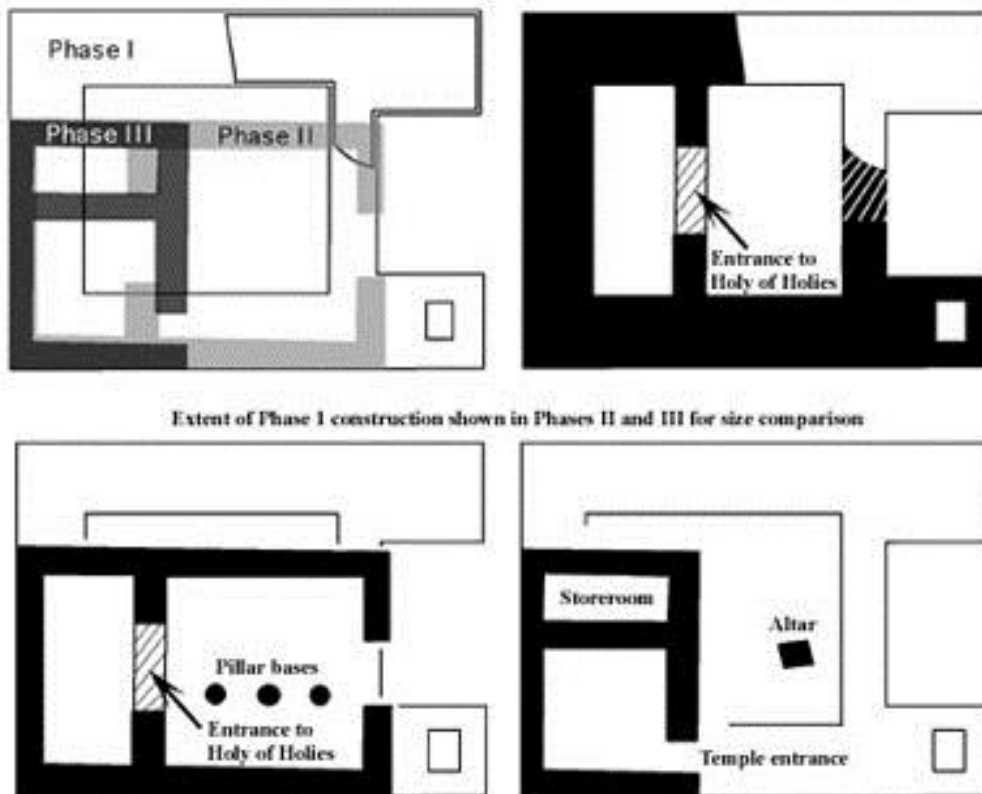 Phase I
Phase III
Phase II
Entrance to
Holy of Holies
Extent of Phase I construction shown in Phases II and III for size comparison
Pillar bases
Entrance to
Holy of Holies
Storeroom
Altar
Temple entrance